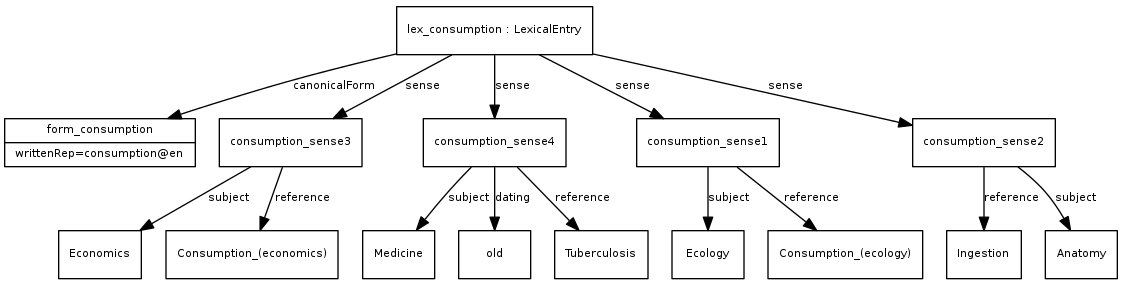 lex_consumption : LexicalEntry
canonicalForm
sense
sense
sense
sense
form_consumption
writtenRep=consumption@en
consumption_sense3
consumption_sense4
consumption_sense1
consumption_sense2
subject
reference
subject
dating
reference
subject
reference
reference
subject
Economics
Consumption_(economics)
Medicine
old
Tuberculosis
Ecology
Consumption_(ecology)
Ingestion
Anatomy